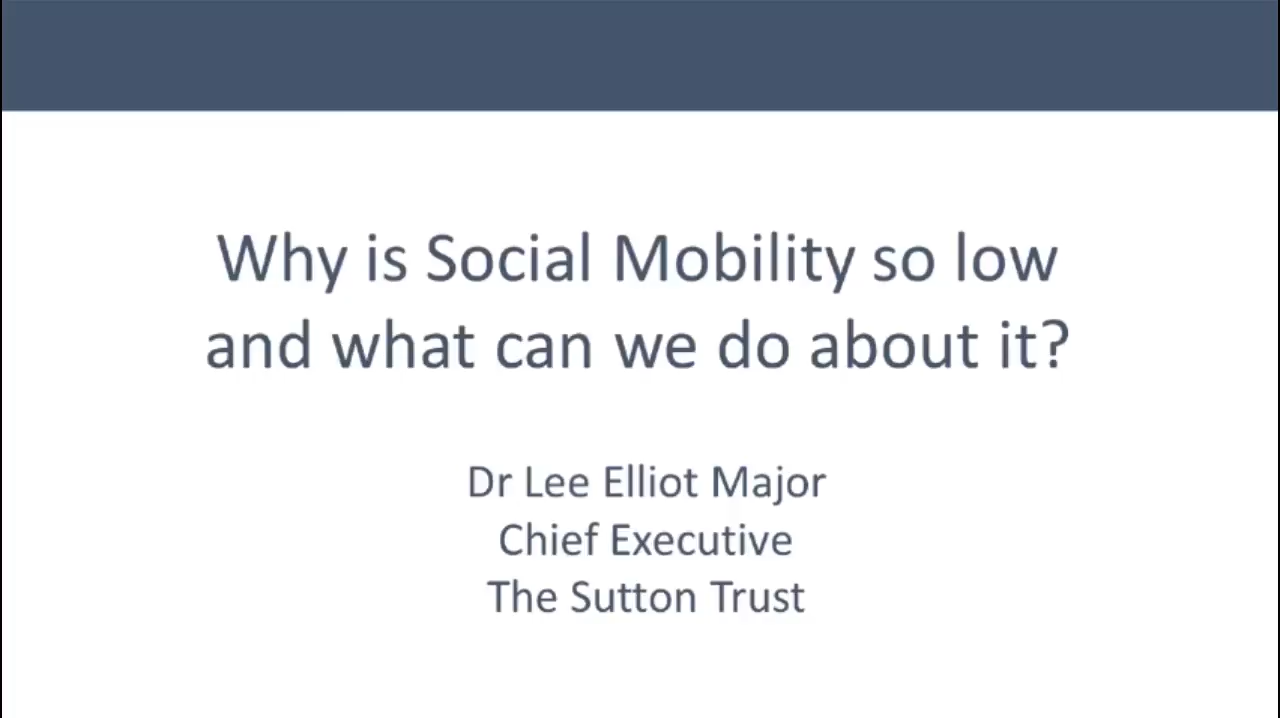 Why is Social Mobility so low
and what can we do about it?
Dr Lee Elliot Major
Chief Executive
The Sutton Trust